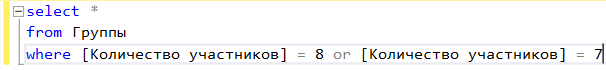 select *
from Группы
where [Количество участников] = 8 or [Количество участников] = 7